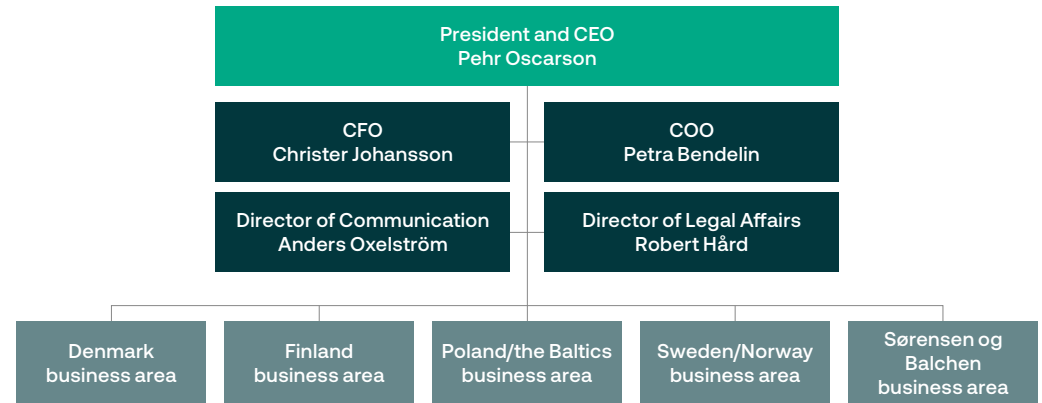 President and CEO
Pehr Oscarson
CFO
Christer Johansson
COO
Petra Bendelin
Director of Communication
Anders Oxelström
Director of Legal Affairs
Robert Hård
Denmark
business area
Finland
business area
Poland/the Baltics
business area
Sweden/Norway
business area
Sørensen og
Balchen
business area